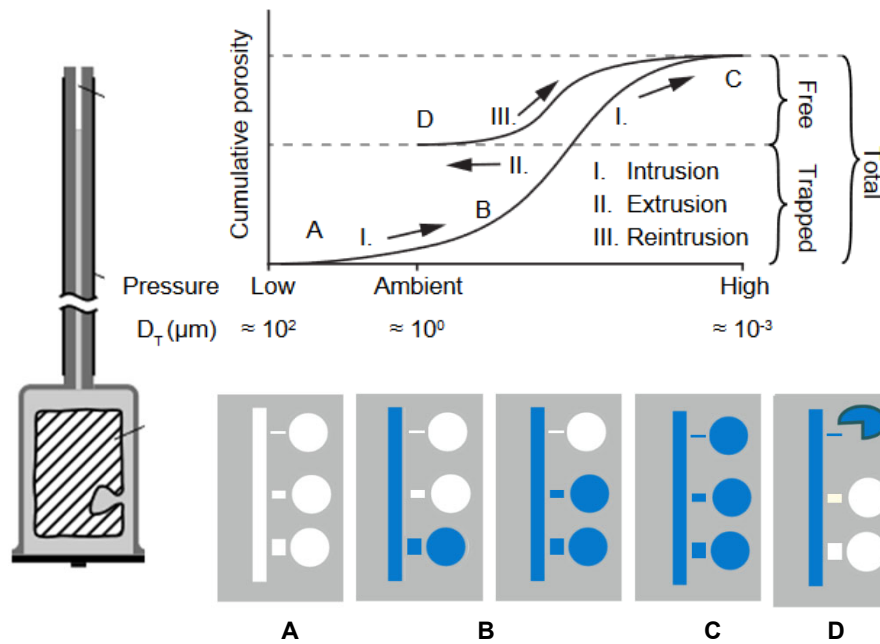 Cumulative porosity
A
I.
B
D
III.
II.
I.
C
I. Intrusion
II. Extrusion
III. Reintrusion
Free
Trapped
Total
Pressure Low Ambient High
D_T (μm) ≈ 10² ≈ 10⁰ ≈ 10⁻³
A B C D